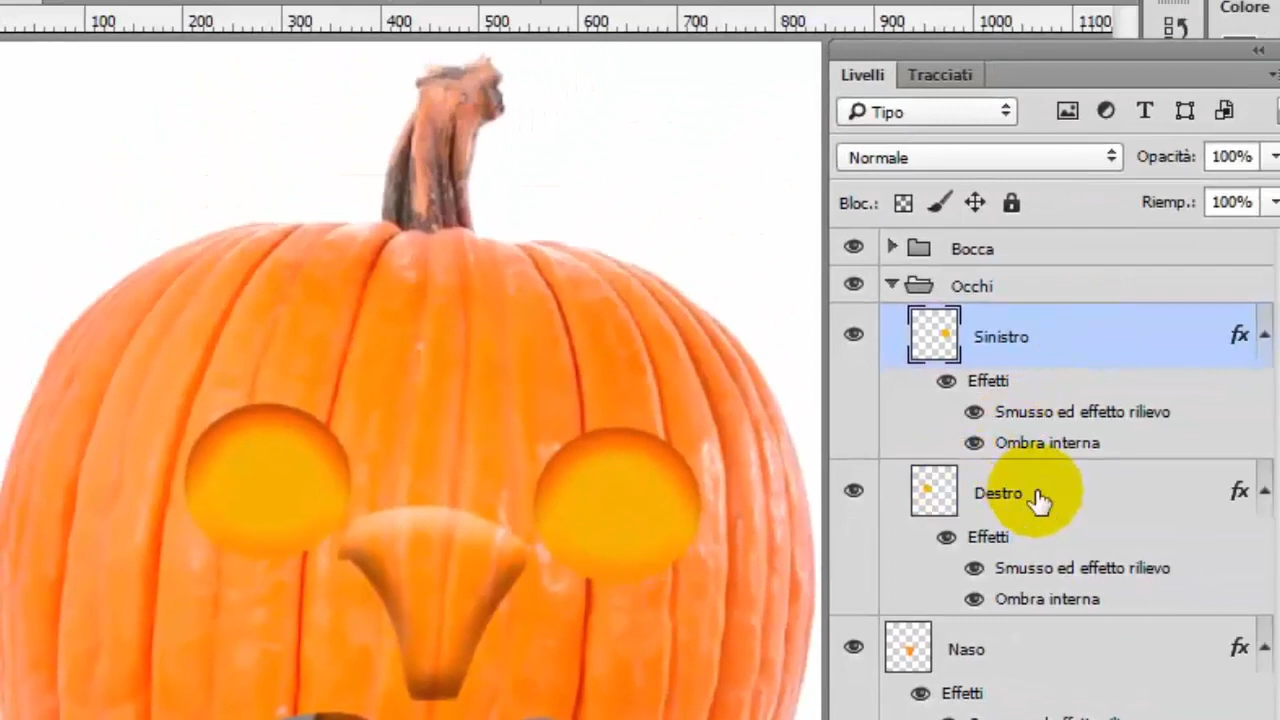 Colore
100 200 300 400 500 600 700 800 900 1000 1100
Livelli Tracciati
Tipo T
Normale Opacità: 100%
Bloc.: Riemp.: 100%
Bocca
Occhi
Sinistro fx
Effetti
Smusso ed effetto rilievo
Ombra interna
Destro fx
Effetti
Smusso ed effetto rilievo
Ombra interna
Naso fx
Effetti